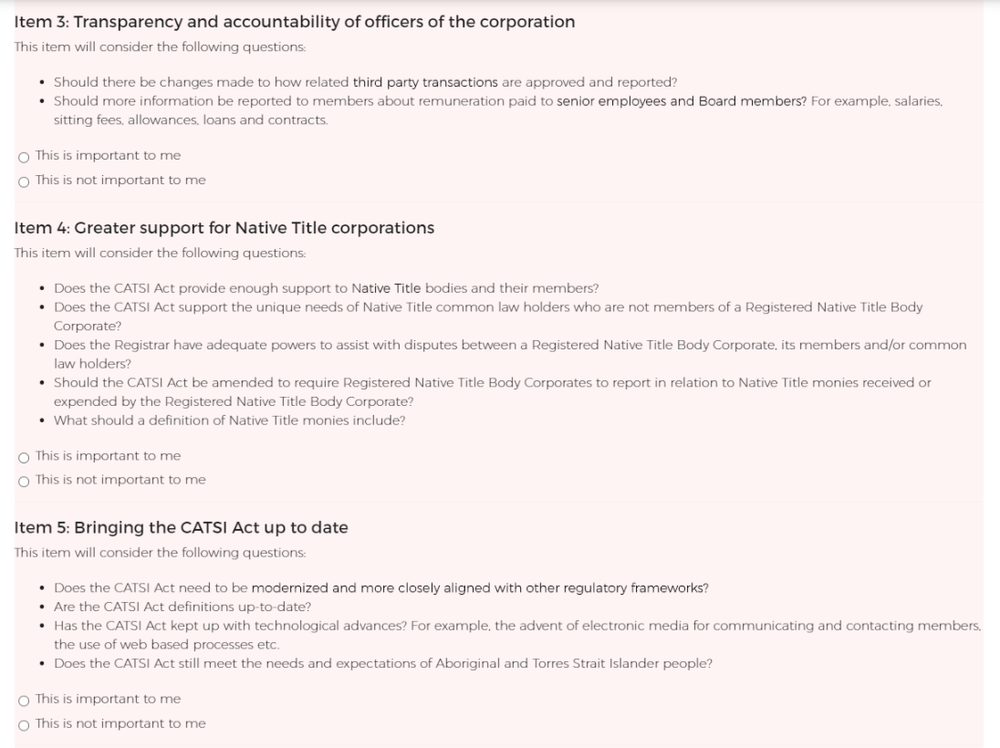 Item 3: Transparency and accountability of officers of the corporation
This item will consider the following questions:
• Should there be changes made to how related third party transactions are approved and reported?
• Should more information be reported to members about remuneration paid to senior employees and Board members? For example, salaries,
sitting fees, allowances, loans and contracts.
This is important to me
This is not important to me
Item 4: Greater support for Native Title corporations
This item will consider the following questions:
• Does the CATSI Act provide enough support to Native Title bodies and their members?
• Does the CATSI Act support the unique needs of Native Title common law holders who are not members of a Registered Native Title Body
Corporate?
• Does the Registrar have adequate powers to assist with disputes between a Registered Native Title Body Corporate, its members and/or common
law holders?
• Should the CATSI Act be amended to require Registered Native Title Body Corporates to report in relation to Native Title monies received or
expended by the Registered Native Title Body Corporate?
• What should a definition of Native Title monies include?
This is important to me
This is not important to me
Item 5: Bringing the CATSI Act up to date
This item will consider the following questions:
• Does the CATSI Act need to be modernized and more closely aligned with other regulatory frameworks?
• Are the CATSI Act definitions up-to-date?
• Has the CATSI Act kept up with technological advances? For example, the advent of electronic media for communicating and contacting members,
the use of web based processes etc.
• Does the CATSI Act still meet the needs and expectations of Aboriginal and Torres Strait Islander people?
This is important to me
This is not important to me